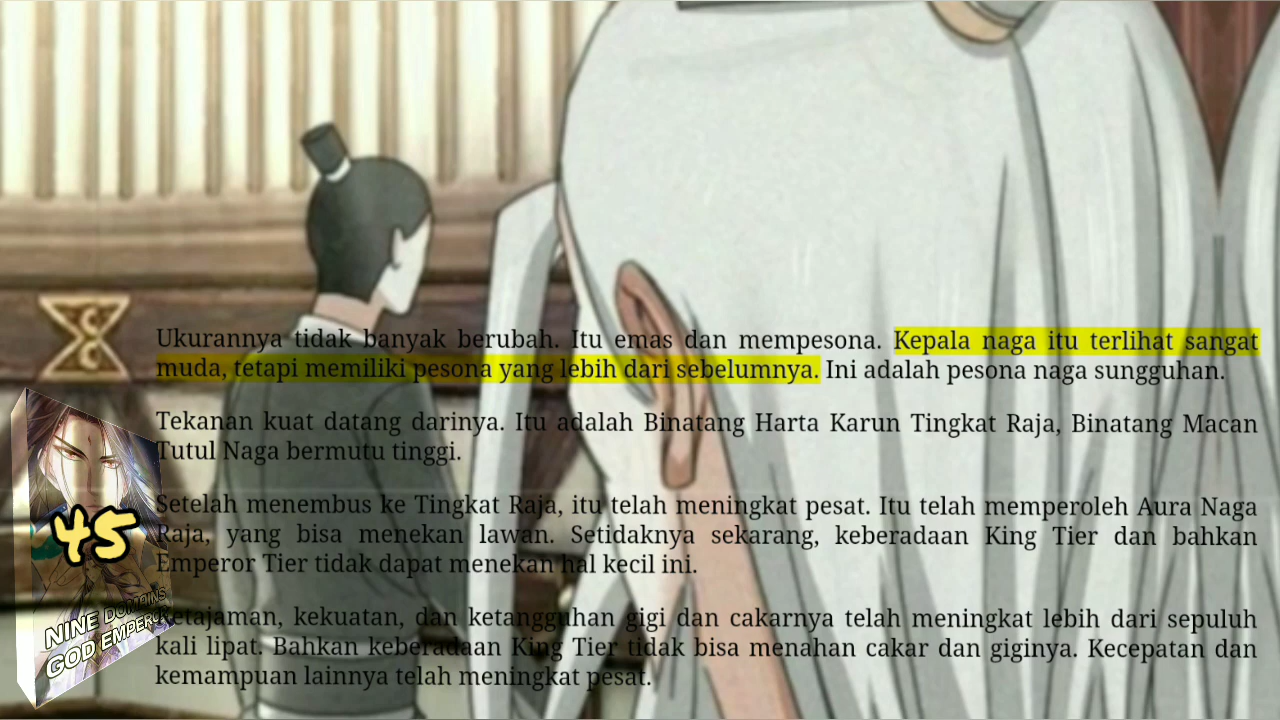 Ukurannya tidak banyak berubah. Itu emas dan mempesona. Kepala naga itu terlihat sangat
muda, tetapi memiliki pesona yang lebih dari sebelumnya. Ini adalah pesona naga sungguhan.
Tekanan kuat datang darinya. Itu adalah Binatang Harta Karun Tingkat Raja, Binatang Macan
Tutul Naga bermutu tinggi.
Setelah menembus ke Tingkat Raja, itu telah meningkat pesat. Itu telah memperoleh Aura Naga
Raja, yang bisa menekan lawan. Setidaknya sekarang, keberadaan King Tier dan bahkan
Emperor Tier tidak dapat menekan hal kecil ini.
Ketajaman, kekuatan, dan ketangguhan gigi dan cakarnya telah meningkat lebih dari sepuluh
kali lipat. Bahkan keberadaan King Tier tidak bisa menahan cakar dan giginya. Kecepatan dan
kemampuan lainnya telah meningkat pesat.
45
NINE DOMAINS
GOD EMPEROR